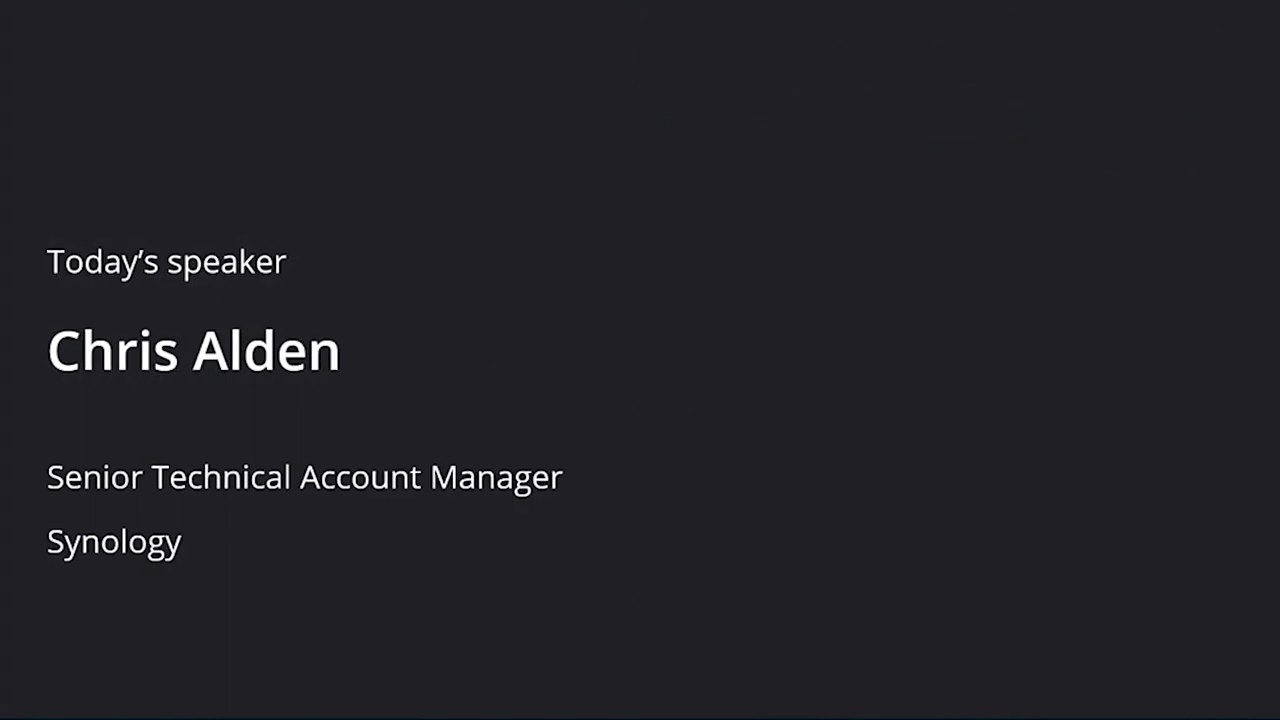 Today’s speaker
Chris Alden
Senior Technical Account Manager
Synology